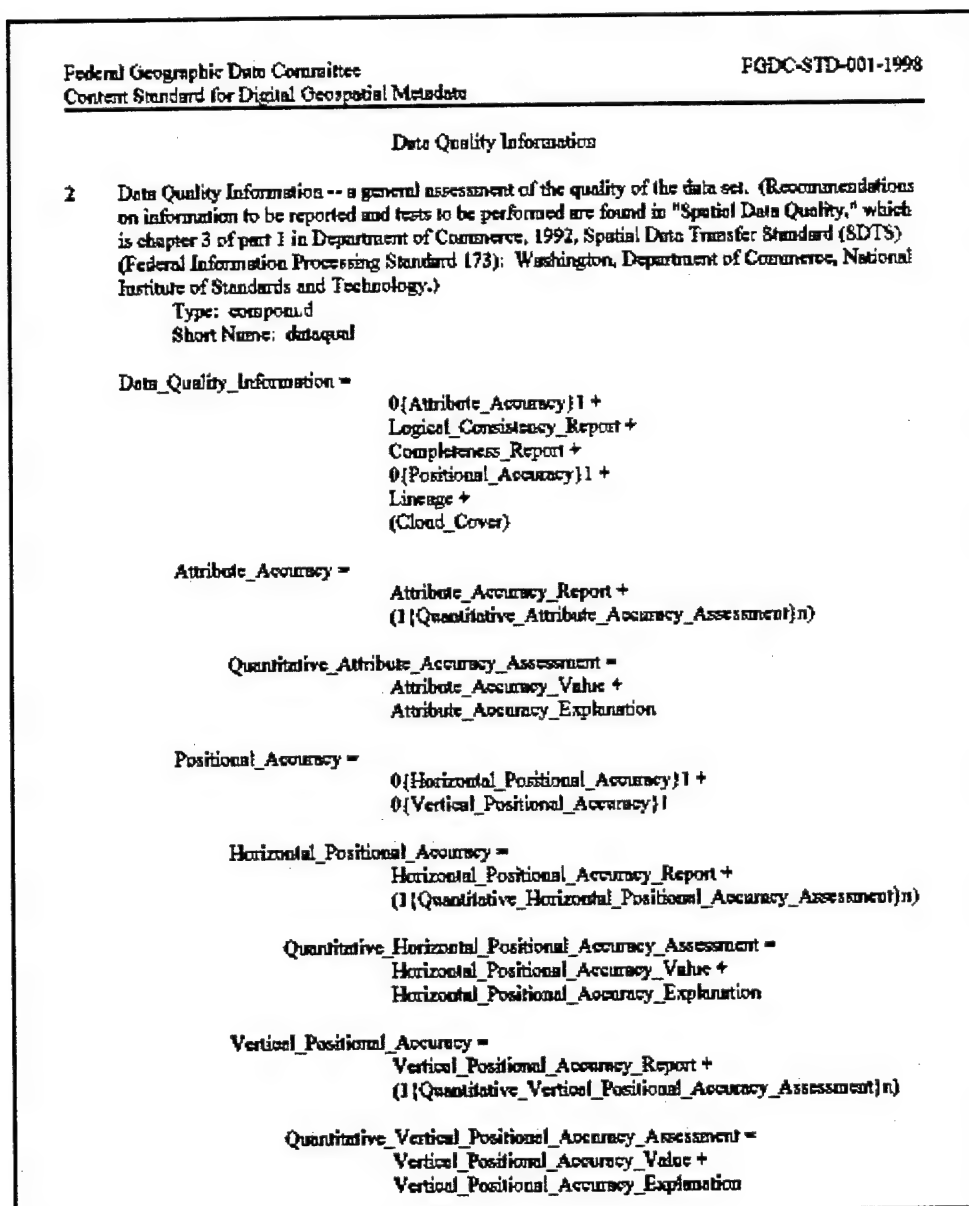 Federal Geographic Data Committee FGDC-STD-001-1998
Content Standard for Digital Geospatial Metadata
Data Quality Information
2 Data Quality Information -- a general assessment of the quality of the data set. (Recommendations
on information to be reported and tests to be performed are found in "Spatial Data Quality," which
is chapter 3 of part 1 in Department of Commerce, 1992, Spatial Data Transfer Standard (SDTS)
(Federal Information Processing Standard 173): Washington, Department of Commerce, National
Institute of Standards and Technology.)
Type: compound
Short Name: dataqual
Data_Quality_Information =
0{Attribute_Accuracy}1 +
Logical_Consistency_Report +
Completeness_Report +
0{Positional_Accuracy}1 +
Lineage +
(Cloud_Cover)
Attribute_Accuracy =
Attribute_Accuracy_Report +
(1{Quantitative_Attribute_Accuracy_Assessment}n)
Quantitative_Attribute_Accuracy_Assessment =
Attribute_Accuracy_Value +
Attribute_Accuracy_Explanation
Positional_Accuracy =
0{Horizontal_Positional_Accuracy}1 +
0{Vertical_Positional_Accuracy}1
Horizontal_Positional_Accuracy =
Horizontal_Positional_Accuracy_Report +
(1{Quantitative_Horizontal_Positional_Accuracy_Assessment}n)
Quantitative_Horizontal_Positional_Accuracy_Assessment =
Horizontal_Positional_Accuracy_Value +
Horizontal_Positional_Accuracy_Explanation
Vertical_Positional_Accuracy =
Vertical_Positional_Accuracy_Report +
(1{Quantitative_Vertical_Positional_Accuracy_Assessment}n)
Quantitative_Vertical_Positional_Accuracy_Assessment =
Vertical_Positional_Accuracy_Value +
Vertical_Positional_Accuracy_Explanation